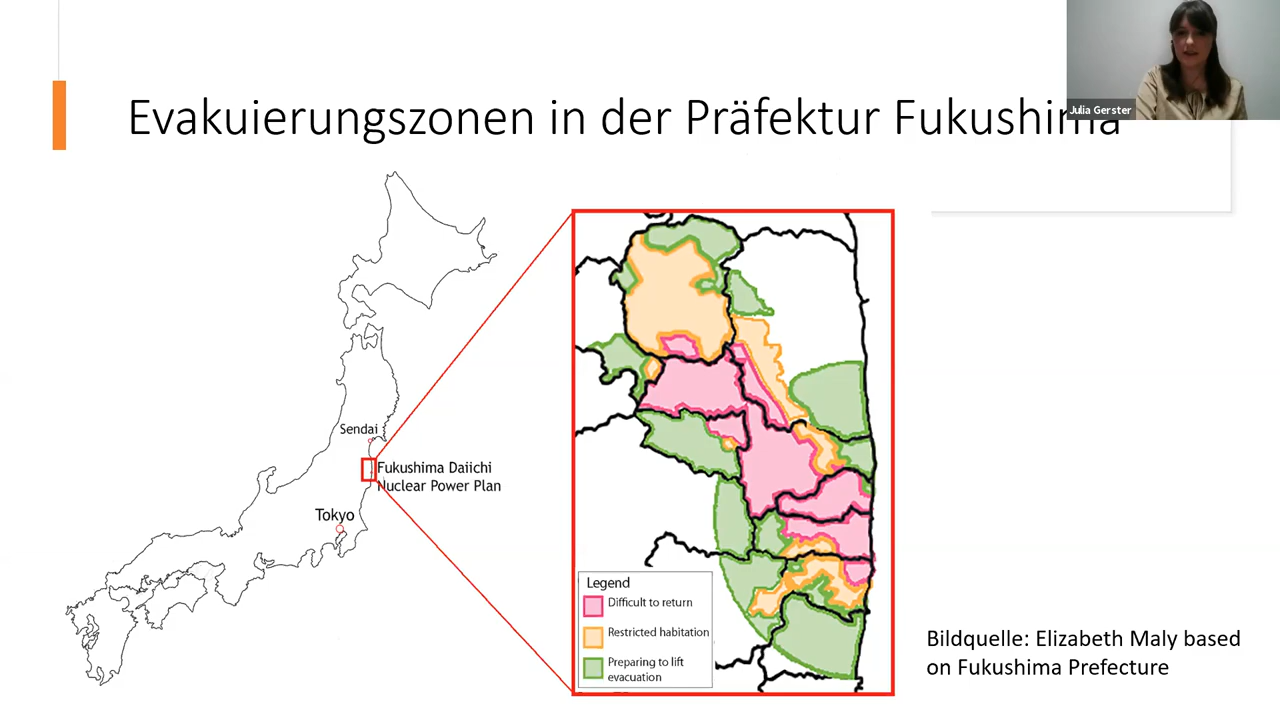 Julia Gerster
Evakuierungszonen in der Präfektur Fukushima
Sendai
Fukushima Daiichi
Nuclear Power Plan
Tokyo
Legend
Difficult to return
Restricted habitation
Preparing to lift
evacuation
Bildquelle: Elizabeth Maly based
on Fukushima Prefecture